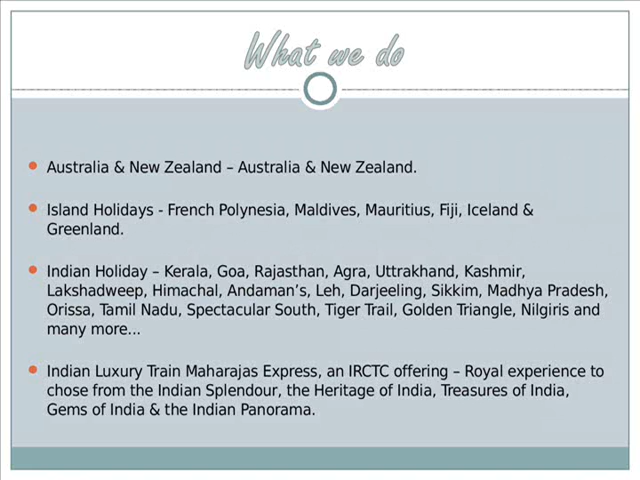 What we do
Australia & New Zealand – Australia & New Zealand.
Island Holidays - French Polynesia, Maldives, Mauritius, Fiji, Iceland &
Greenland.
Indian Holiday – Kerala, Goa, Rajasthan, Agra, Uttrakhand, Kashmir,
Lakshadweep, Himachal, Andaman’s, Leh, Darjeeling, Sikkim, Madhya Pradesh,
Orissa, Tamil Nadu, Spectacular South, Tiger Trail, Golden Triangle, Nilgiris and
many more…
Indian Luxury Train Maharajas Express, an IRCTC offering – Royal experience to
chose from the Indian Splendour, the Heritage of India, Treasures of India,
Gems of India & the Indian Panorama.